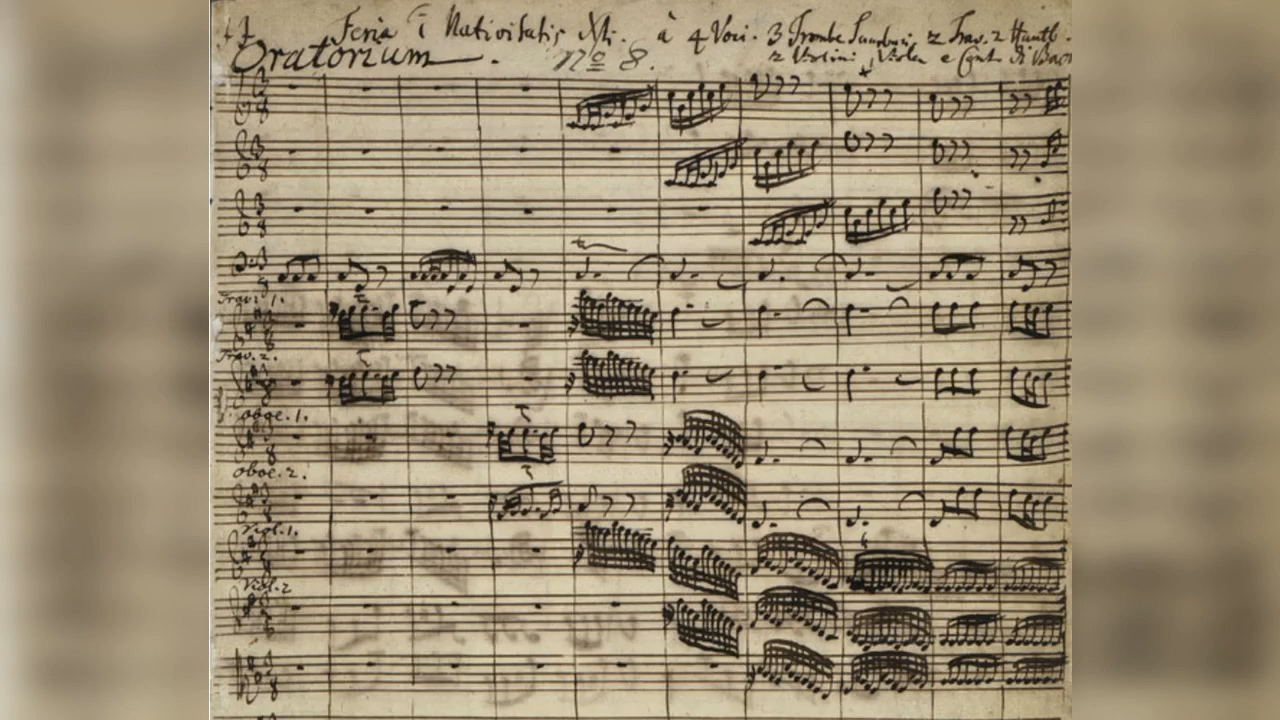 Feria 1 Nativitatis Xti. à 4 Voci. 3 Trombe Tamburi, 2 Trav. 2 Hautb.
Oratorium. No 8. 2 Violini, Viola e Cont. di Bach
Trav. 1.
Trav. 2.
oboe. 1.
oboe. 2.
Viol. 1.
Viol. 2